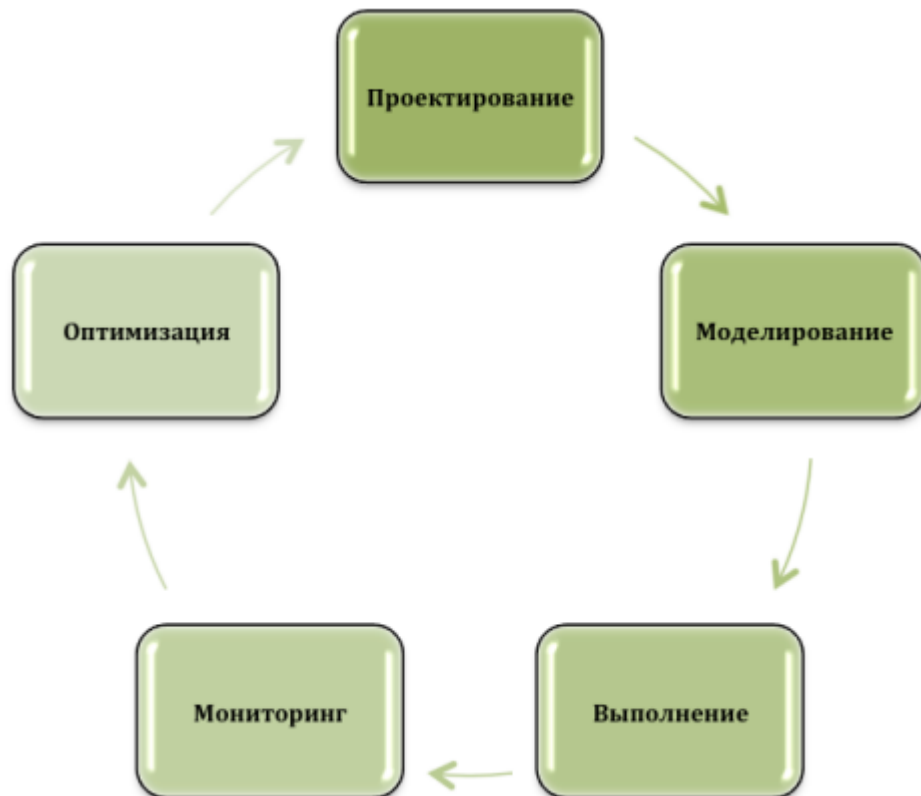 Проектирование
Моделирование
Выполнение
Мониторинг
Оптимизация